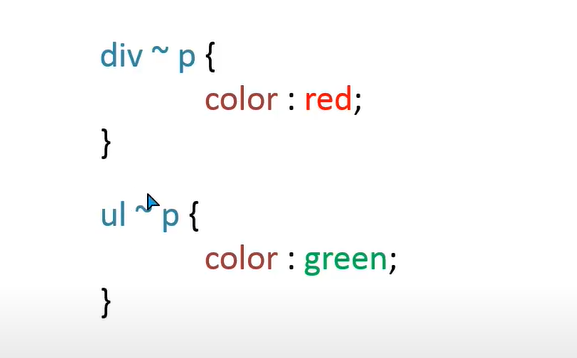 div ~ p {
color : red;
}
ul ~ p {
color : green;
}